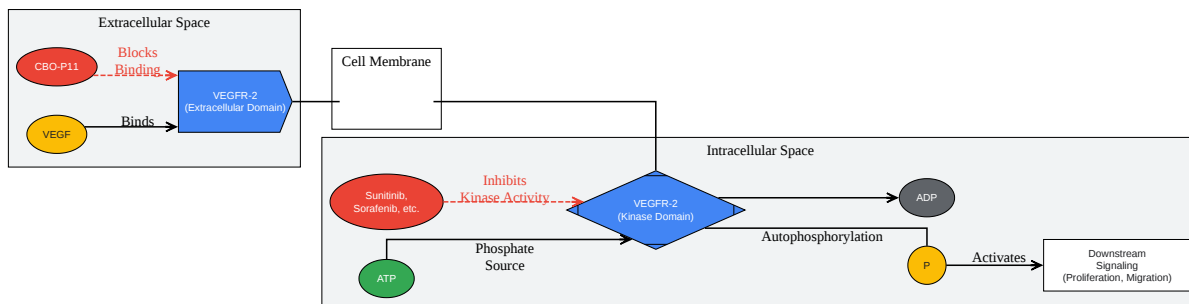 Extracellular Space
CBO-P11
Blocks
Binding
VEGFR-2
(Extracellular Domain)
VEGF
Binds
Cell Membrane
Intracellular Space
Sunitinib,
Sorafenib, etc.
Inhibits
Kinase Activity
VEGFR-2
(Kinase Domain)
ADP
ATP
Phosphate
Source
Autophosphorylation
P
Activates
Downstream
Signaling
(Proliferation, Migration)